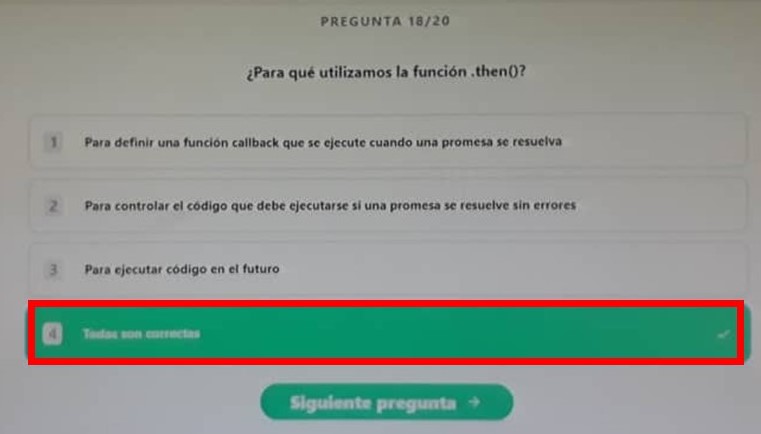 PREGUNTA 18/20
¿Para qué utilizamos la función .then()?
1 Para definir una función callback que se ejecute cuando una promesa se resuelva
2 Para controlar el código que debe ejecutarse si una promesa se resuelve sin errores
3 Para ejecutar código en el futuro
4 Todas son correctas
Siguiente pregunta →